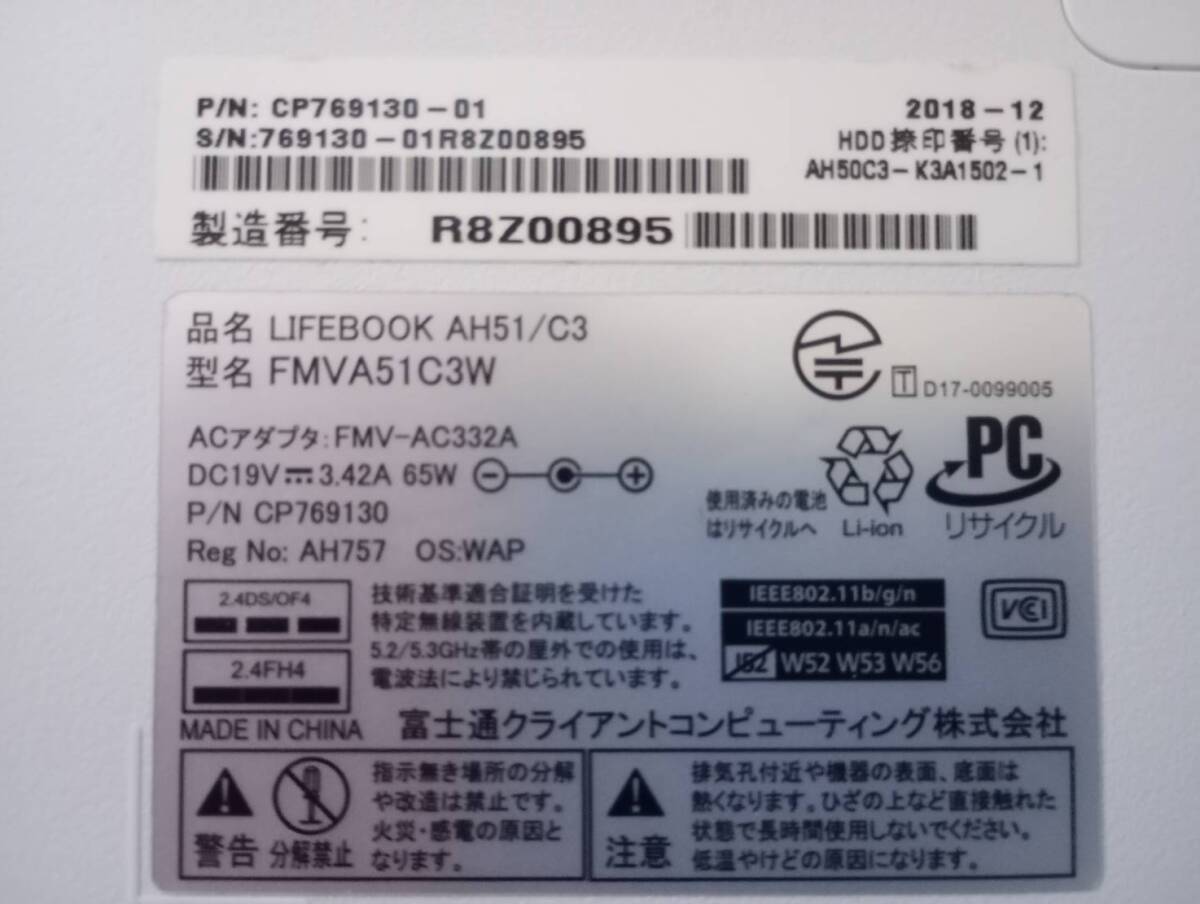 P/N: CP769130-01
S/N:769130-01R8Z00895
2018-12
HDD捺印番号(1):
AH50C3-K3A1502-1
製造番号: R8Z00895
品名 LIFEBOOK AH51/C3
型名 FMVA51C3W
T D17-0099005
ACアダプタ:FMV-AC332A
DC19V 3.42A 65W
P/N CP769130
Reg No: AH757 OS:WAP
使用済みの電池
はリサイクルへ
Li-ion
PC
リサイクル
2.4DS/OF4
2.4FH4
技術基準適合証明を受けた
特定無線装置を内蔵しています。
5.2/5.3GHz帯の屋外での使用は、
電波法により禁じられています。
IEEE802.11b/g/n
IEEE802.11a/n/ac
J52 W52 W53 W56
VCCI
MADE IN CHINA
富士通クライアントコンピューティング株式会社
警告
分解禁止
指示無き場所の分解
や改造は禁止です。
火災・感電の原因と
なります。
注意
排気孔付近や機器の表面、底面は
熱くなります。ひざの上など直接触れた
状態で長時間使用しないでください。
低温やけどの原因になります。